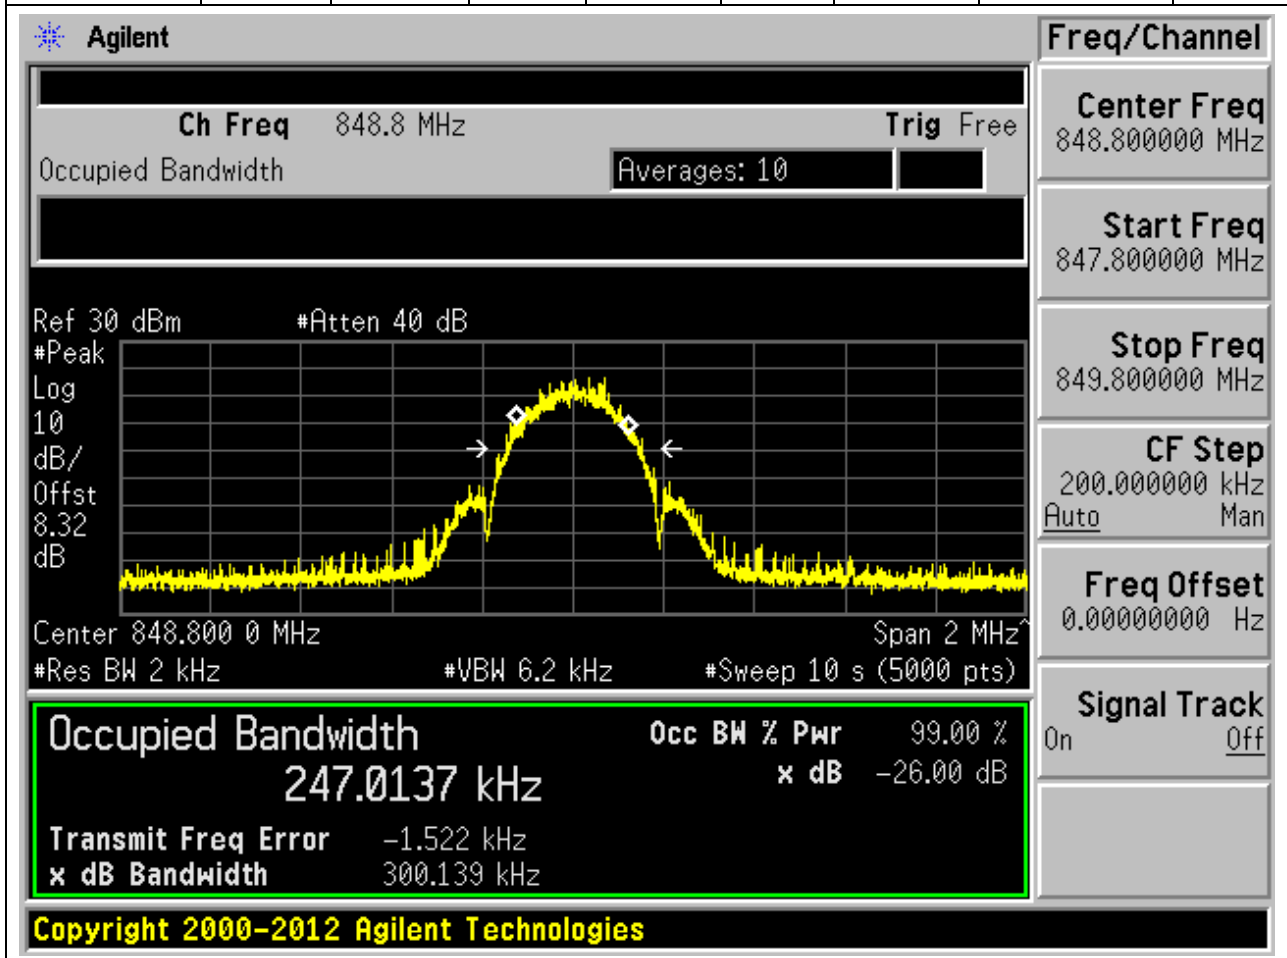 Agilent
Freq/Channel
Ch Freq 848.8 MHz Trig Free
Occupied Bandwidth Averages: 10
Center Freq
848.800000 MHz
Start Freq
847.800000 MHz
Stop Freq
849.800000 MHz
CF Step
200.000000 kHz
Auto Man
Freq Offset
0.00000000 Hz
Signal Track
On Off
Ref 30 dBm #Atten 40 dB
#Peak
Log
10
dB/
Offst
8.32
dB
Center 848.800 0 MHz Span 2 MHz^
#Res BW 2 kHz #VBW 6.2 kHz #Sweep 10 s (5000 pts)
Occupied Bandwidth
247.0137 kHz
Occ BW % Pwr 99.00 %
x dB -26.00 dB
Transmit Freq Error -1.522 kHz
x dB Bandwidth 300.139 kHz
Copyright 2000-2012 Agilent Technologies